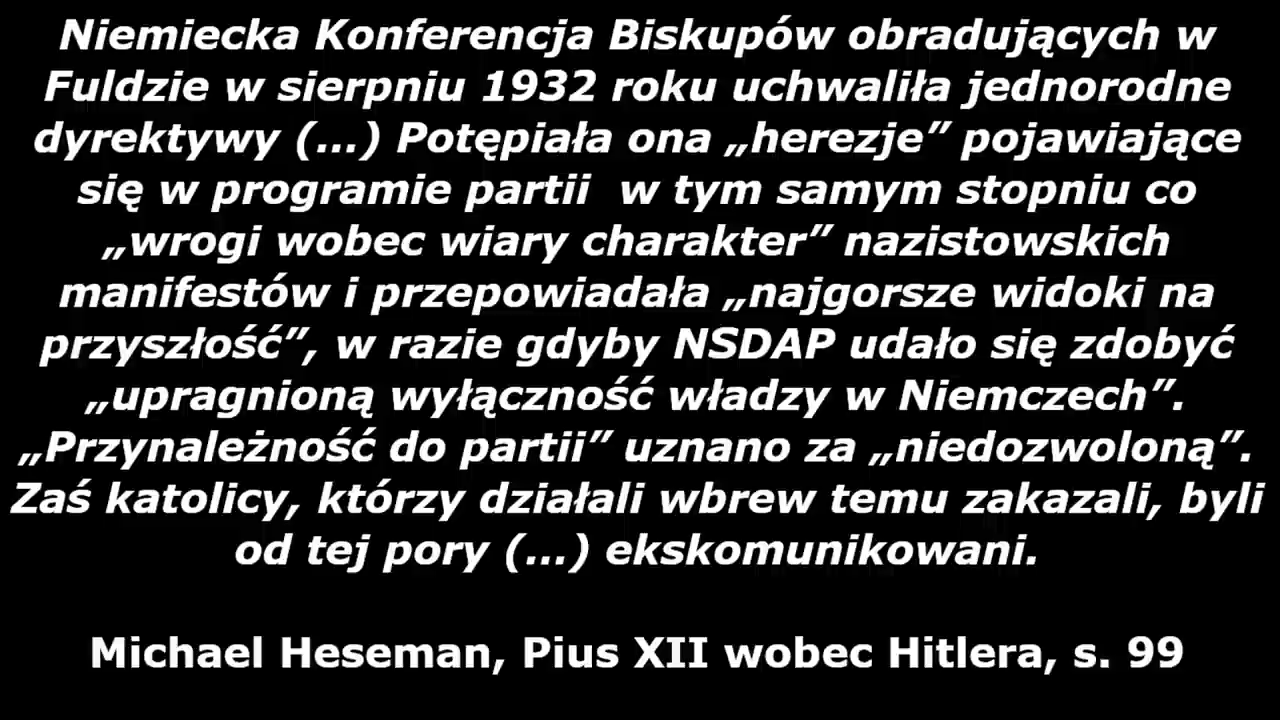 Niemiecka Konferencja Biskupów obradujących w
Fuldzie w sierpniu 1932 roku uchwaliła jednorodne
dyrektywy (...) Potępiała ona „herezje” pojawiające
się w programie partii w tym samym stopniu co
„wrogi wobec wiary charakter” nazistowskich
manifestów i przepowiadała „najgorsze widoki na
przyszłość”, w razie gdyby NSDAP udało się zdobyć
„upragnioną wyłączność władzy w Niemczech”.
„Przynależność do partii” uznano za „niedozwoloną”.
Zaś katolicy, którzy działali wbrew temu zakazali, byli
od tej pory (...) ekskomunikowani.
Michael Heseman, Pius XII wobec Hitlera, s. 99